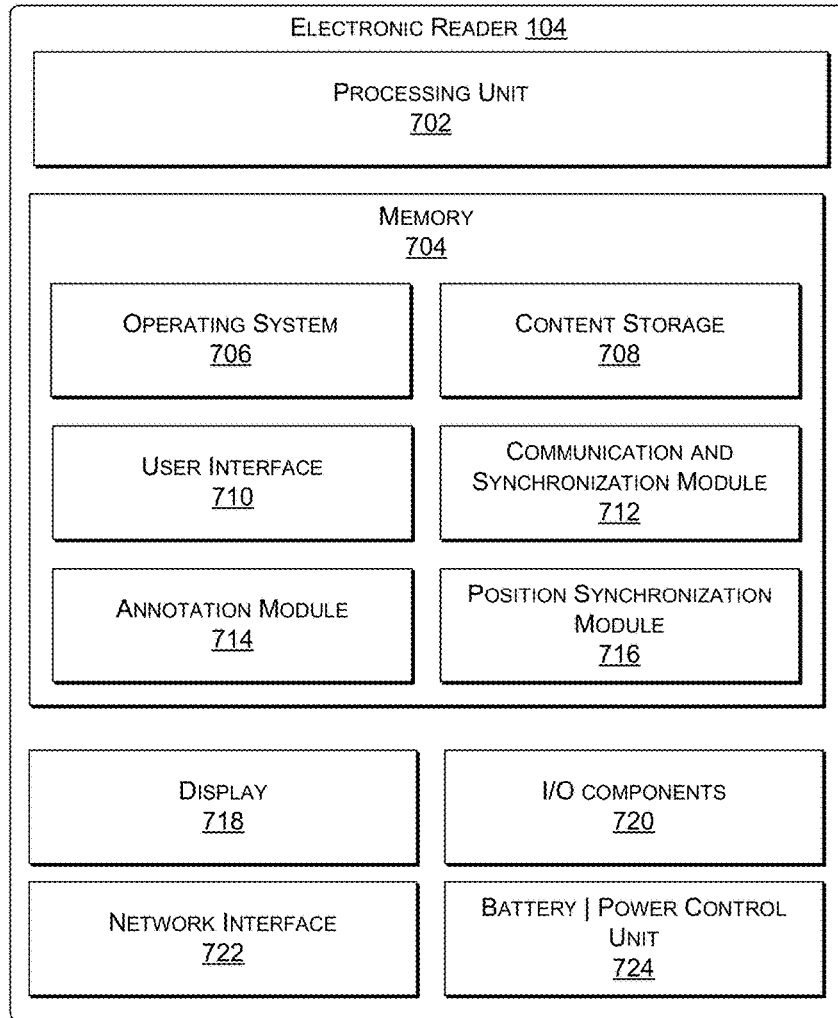 ELECTRONIC READER 104
PROCESSING UNIT
702
MEMORY
704
OPERATING SYSTEM
706
CONTENT STORAGE
708
USER INTERFACE
710
COMMUNICATION AND
SYNCHRONIZATION MODULE
712
ANNOTATION MODULE
714
POSITION SYNCHRONIZATION
MODULE
716
DISPLAY
718
I/O COMPONENTS
720
NETWORK INTERFACE
722
BATTERY | POWER CONTROL
UNIT
724